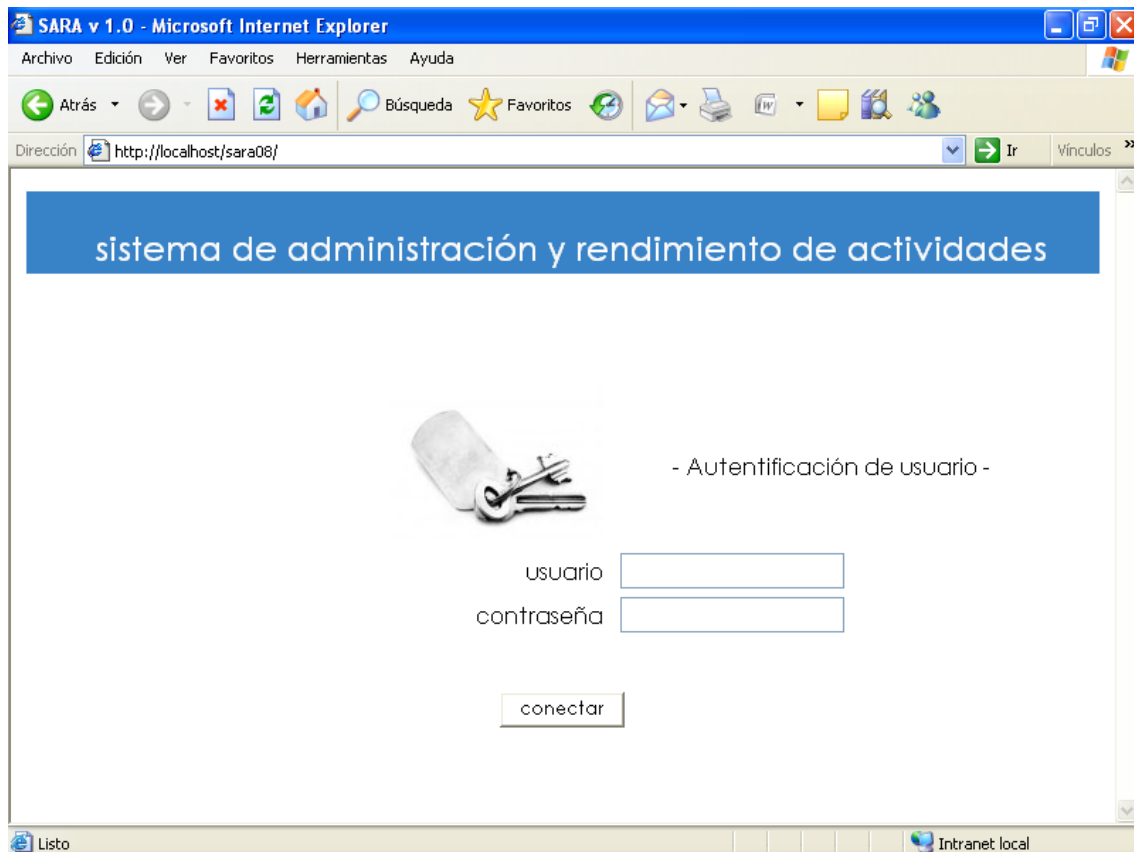 SARA v 1.0 - Microsoft Internet Explorer
Archivo Edición Ver Favoritos Herramientas Ayuda
Atrás Búsqueda Favoritos
Dirección http://localhost/sara08/ Ir Vínculos »
sistema de administración y rendimiento de actividades
- Autentificación de usuario -
usuario
contraseña
conectar
Listo Intranet local